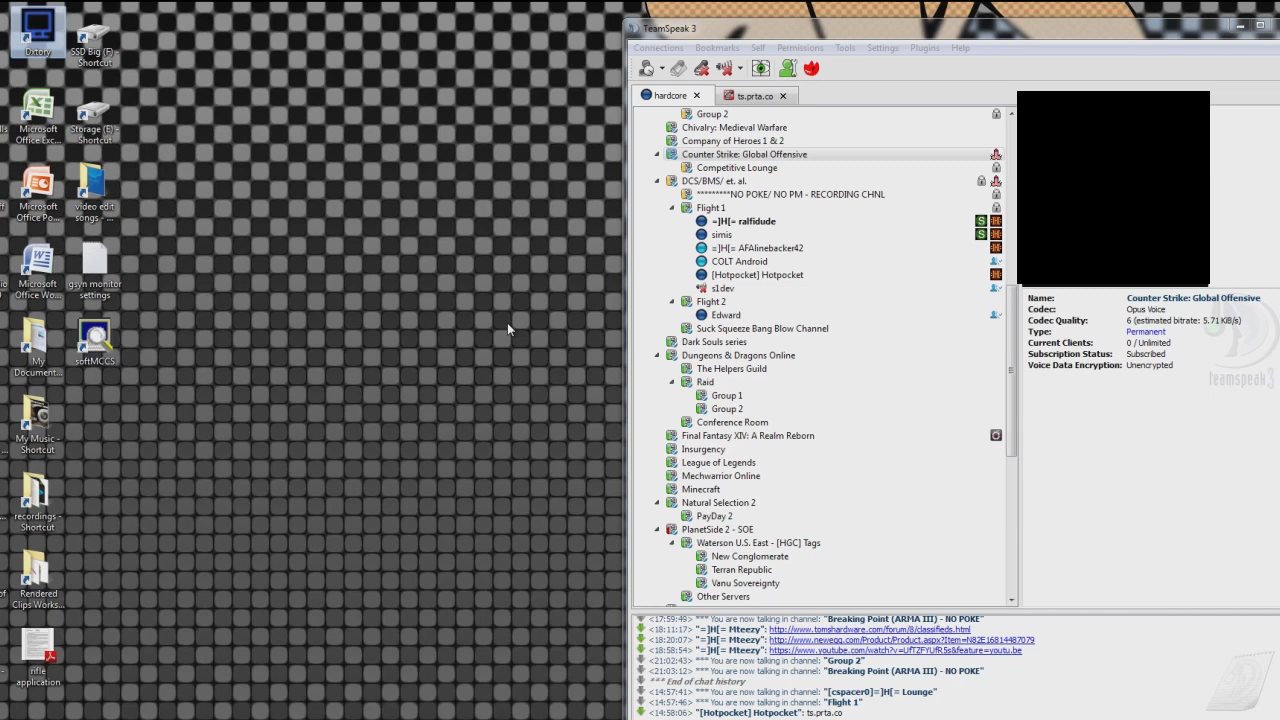 Dxtory
SSD Big (F) -
Shortcut
Microsoft
Office Exc...
Storage (E) -
Shortcut
Microsoft
Office Po...
video edit
songs - ...
Microsoft
Office Wo...
gsyn monitor
settings
My
Document...
softMCCS
My Music -
Shortcut
recordings -
Shortcut
Rendered
Clips Works...
rifle
application
TeamSpeak 3
Connections Bookmarks Self Permissions Tools Settings Plugins Help
hardcore ts.prta.co
Group 2
Chivalry: Medieval Warfare
Company of Heroes 1 & 2
Counter Strike: Global Offensive
Competitive Lounge
DCS/BMS/ et. al.
*********NO POKE/ NO PM - RECORDING CHNL
Flight 1
=]H[= ralfidude
simis
=]H[= AFAlinebacker42
COLT Android
[Hotpocket] Hotpocket
s1dev
Flight 2
Edward
Suck Squeeze Bang Blow Channel
Dark Souls series
Dungeons & Dragons Online
The Helpers Guild
Raid
Group 1
Group 2
Conference Room
Final Fantasy XIV: A Realm Reborn
Insurgency
League of Legends
Mechwarrior Online
Minecraft
Natural Selection 2
PayDay 2
PlanetSide 2 - SOE
Waterson U.S. East - [HGC] Tags
New Conglomerate
Terran Republic
Vanu Sovereignty
Other Servers
Name: Counter Strike: Global Offensive
Codec: Opus Voice
Codec Quality: 6 (estimated bitrate: 5.71 KiB/s)
Type: Permanent
Current Clients: 0 / Unlimited
Subscription Status: Subscribed
Voice Data Encryption: Unencrypted
teamspeak3
<17:59:49> *** You are now talking in channel: "Breaking Point (ARMA III) - NO POKE"
<18:11:17> "=]H[= Mteezy": http://www.tomshardware.com/forum/8/classifieds.html
<18:20:07> "=]H[= Mteezy": http://www.newegg.com/Product/Product.aspx?Item=N82E16814487079
<18:58:54> "=]H[= Mteezy": https://www.youtube.com/watch?v=UfTZFYUfR5s&feature=youtu.be
<21:02:43> *** You are now talking in channel: "Group 2"
<21:03:12> *** You are now talking in channel: "Breaking Point (ARMA III) - NO POKE"
*** End of chat history
<14:57:41> *** You are now talking in channel: "[cspacer0]=]H[= Lounge"
<14:57:46> *** You are now talking in channel: "Flight 1"
<14:58:06> "[Hotpocket] Hotpocket": ts.prta.co